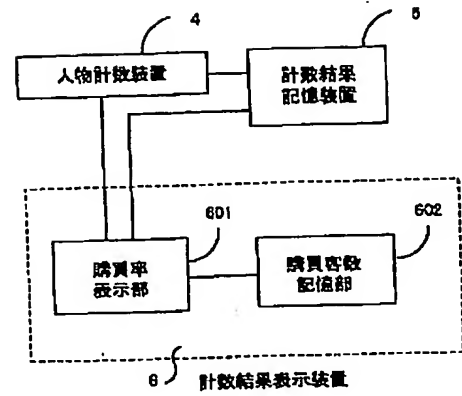 4
5
人物計数装置
計数結果
記憶装置
601
602
購買率
表示部
購買客数
記憶部
6
計数結果表示装置